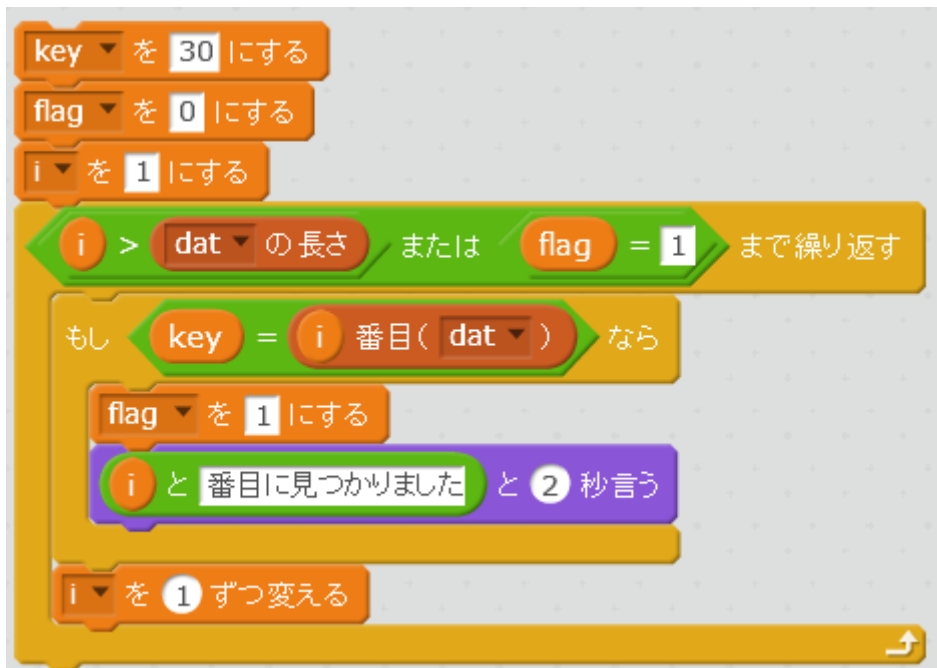 key を 30 にする
flag を 0 にする
i を 1 にする
i > dat の長さ または flag = 1 まで繰り返す
もし key = i 番目( dat ) なら
flag を 1 にする
i と 番目に見つかりました と 2 秒言う
i を 1 ずつ変える